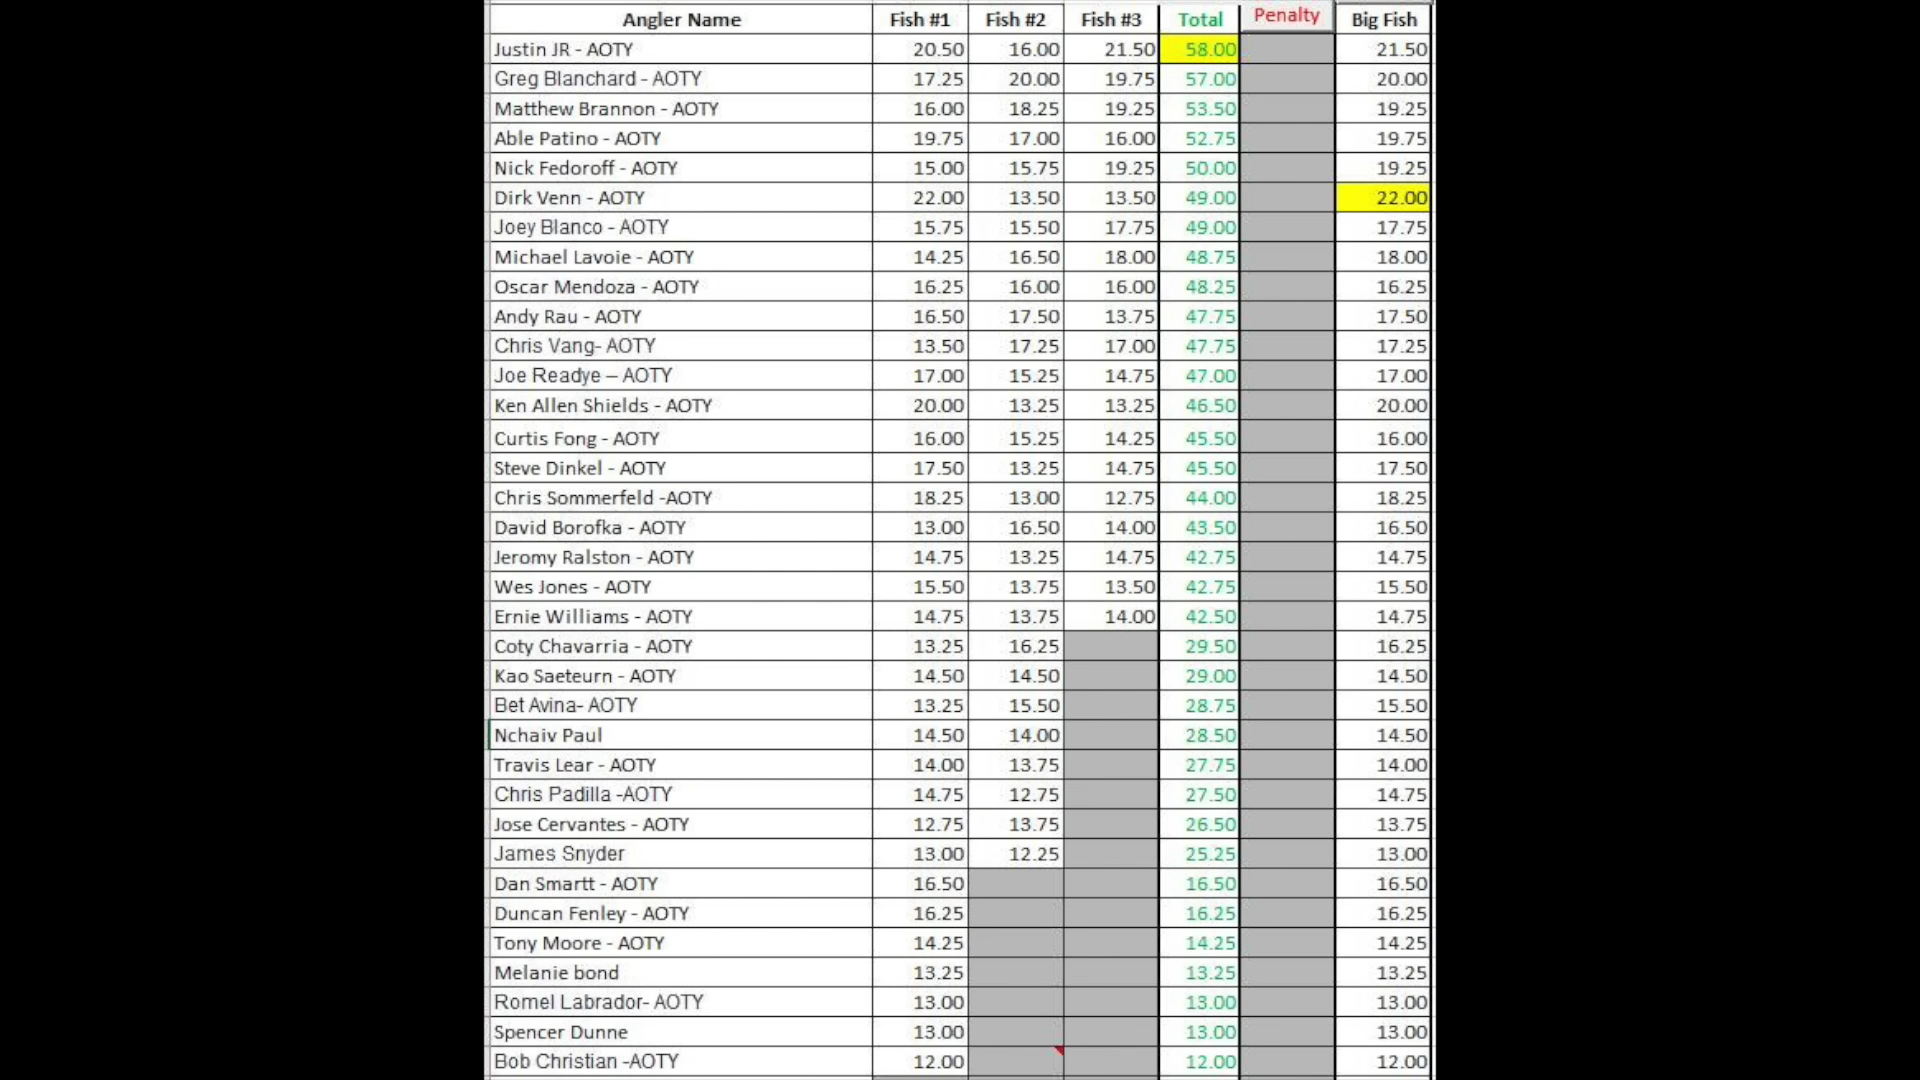 Angler Name Fish #1 Fish #2 Fish #3 Total Penalty Big Fish
Justin JR - AOTY 20.50 16.00 21.50 58.00 21.50
Greg Blanchard - AOTY 17.25 20.00 19.75 57.00 20.00
Matthew Brannon - AOTY 16.00 18.25 19.25 53.50 19.25
Able Patino - AOTY 19.75 17.00 16.00 52.75 19.75
Nick Fedoroff - AOTY 15.00 15.75 19.25 50.00 19.25
Dirk Venn - AOTY 22.00 13.50 13.50 49.00 22.00
Joey Blanco - AOTY 15.75 15.50 17.75 49.00 17.75
Michael Lavoie - AOTY 14.25 16.50 18.00 48.75 18.00
Oscar Mendoza - AOTY 16.25 16.00 16.00 48.25 16.25
Andy Rau - AOTY 16.50 17.50 13.75 47.75 17.50
Chris Vang- AOTY 13.50 17.25 17.00 47.75 17.25
Joe Readye – AOTY 17.00 15.25 14.75 47.00 17.00
Ken Allen Shields - AOTY 20.00 13.25 13.25 46.50 20.00
Curtis Fong - AOTY 16.00 15.25 14.25 45.50 16.00
Steve Dinkel - AOTY 17.50 13.25 14.75 45.50 17.50
Chris Sommerfeld -AOTY 18.25 13.00 12.75 44.00 18.25
David Borofka - AOTY 13.00 16.50 14.00 43.50 16.50
Jeromy Ralston - AOTY 14.75 13.25 14.75 42.75 14.75
Wes Jones - AOTY 15.50 13.75 13.50 42.75 15.50
Ernie Williams - AOTY 14.75 13.75 14.00 42.50 14.75
Coty Chavarria - AOTY 13.25 16.25 29.50 16.25
Kao Saeteurn - AOTY 14.50 14.50 29.00 14.50
Bet Avina- AOTY 13.25 15.50 28.75 15.50
Nchaiv Paul 14.50 14.00 28.50 14.50
Travis Lear - AOTY 14.00 13.75 27.75 14.00
Chris Padilla -AOTY 14.75 12.75 27.50 14.75
Jose Cervantes - AOTY 12.75 13.75 26.50 13.75
James Snyder 13.00 12.25 25.25 13.00
Dan Smartt - AOTY 16.50 16.50 16.50
Duncan Fenley - AOTY 16.25 16.25 16.25
Tony Moore - AOTY 14.25 14.25 14.25
Melanie bond 13.25 13.25 13.25
Romel Labrador- AOTY 13.00 13.00 13.00
Spencer Dunne 13.00 13.00 13.00
Bob Christian -AOTY 12.00 12.00 12.00